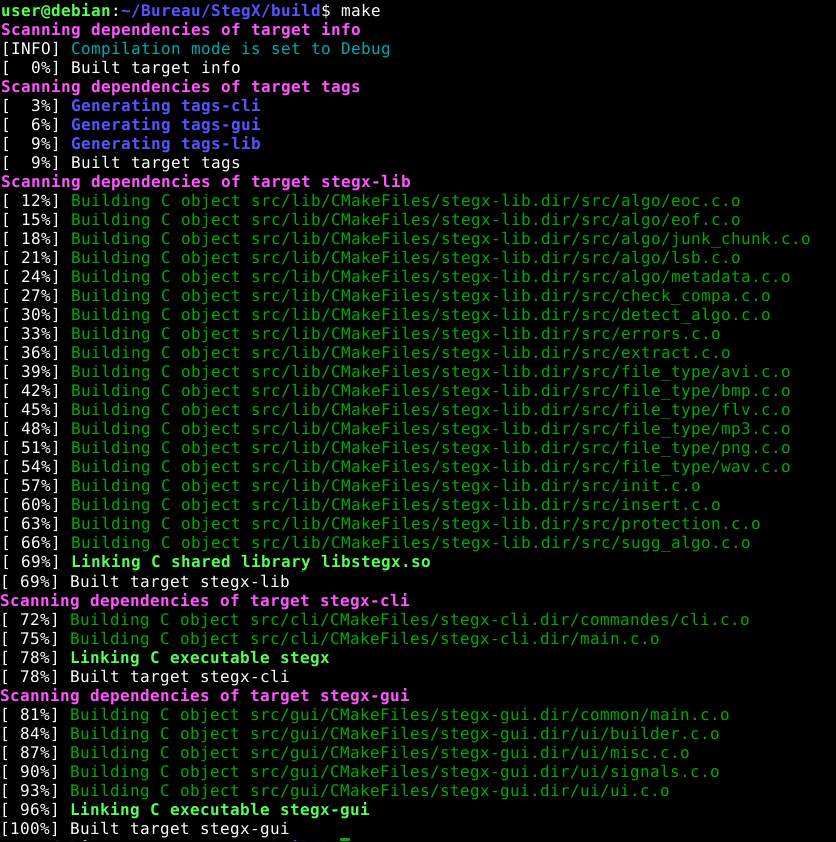 user@debian:~/Bureau/StegX/build$ make
Scanning dependencies of target info
[INFO] Compilation mode is set to Debug
[  0%] Built target info
Scanning dependencies of target tags
[  3%] Generating tags-cli
[  6%] Generating tags-gui
[  9%] Generating tags-lib
[  9%] Built target tags
Scanning dependencies of target stegx-lib
[ 12%] Building C object src/lib/CMakeFiles/stegx-lib.dir/src/algo/eoc.c.o
[ 15%] Building C object src/lib/CMakeFiles/stegx-lib.dir/src/algo/eof.c.o
[ 18%] Building C object src/lib/CMakeFiles/stegx-lib.dir/src/algo/junk_chunk.c.o
[ 21%] Building C object src/lib/CMakeFiles/stegx-lib.dir/src/algo/lsb.c.o
[ 24%] Building C object src/lib/CMakeFiles/stegx-lib.dir/src/algo/metadata.c.o
[ 27%] Building C object src/lib/CMakeFiles/stegx-lib.dir/src/check_compa.c.o
[ 30%] Building C object src/lib/CMakeFiles/stegx-lib.dir/src/detect_algo.c.o
[ 33%] Building C object src/lib/CMakeFiles/stegx-lib.dir/src/errors.c.o
[ 36%] Building C object src/lib/CMakeFiles/stegx-lib.dir/src/extract.c.o
[ 39%] Building C object src/lib/CMakeFiles/stegx-lib.dir/src/file_type/avi.c.o
[ 42%] Building C object src/lib/CMakeFiles/stegx-lib.dir/src/file_type/bmp.c.o
[ 45%] Building C object src/lib/CMakeFiles/stegx-lib.dir/src/file_type/flv.c.o
[ 48%] Building C object src/lib/CMakeFiles/stegx-lib.dir/src/file_type/mp3.c.o
[ 51%] Building C object src/lib/CMakeFiles/stegx-lib.dir/src/file_type/png.c.o
[ 54%] Building C object src/lib/CMakeFiles/stegx-lib.dir/src/file_type/wav.c.o
[ 57%] Building C object src/lib/CMakeFiles/stegx-lib.dir/src/init.c.o
[ 60%] Building C object src/lib/CMakeFiles/stegx-lib.dir/src/insert.c.o
[ 63%] Building C object src/lib/CMakeFiles/stegx-lib.dir/src/protection.c.o
[ 66%] Building C object src/lib/CMakeFiles/stegx-lib.dir/src/sugg_algo.c.o
[ 69%] Linking C shared library libstegx.so
[ 69%] Built target stegx-lib
Scanning dependencies of target stegx-cli
[ 72%] Building C object src/cli/CMakeFiles/stegx-cli.dir/commandes/cli.c.o
[ 75%] Building C object src/cli/CMakeFiles/stegx-cli.dir/main.c.o
[ 78%] Linking C executable stegx
[ 78%] Built target stegx-cli
Scanning dependencies of target stegx-gui
[ 81%] Building C object src/gui/CMakeFiles/stegx-gui.dir/common/main.c.o
[ 84%] Building C object src/gui/CMakeFiles/stegx-gui.dir/ui/builder.c.o
[ 87%] Building C object src/gui/CMakeFiles/stegx-gui.dir/ui/misc.c.o
[ 90%] Building C object src/gui/CMakeFiles/stegx-gui.dir/ui/signals.c.o
[ 93%] Building C object src/gui/CMakeFiles/stegx-gui.dir/ui/ui.c.o
[ 96%] Linking C executable stegx-gui
[100%] Built target stegx-gui